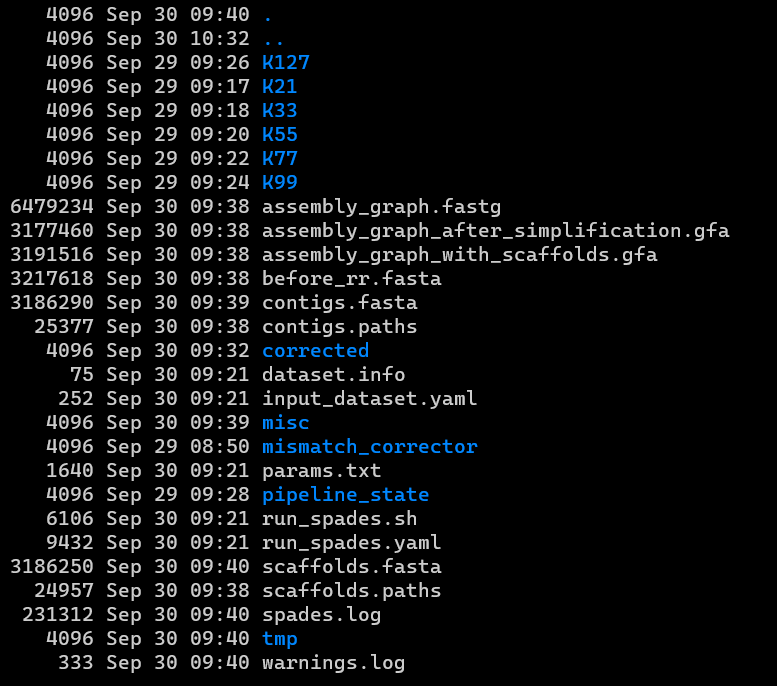 4096 Sep 30 09:40 .
4096 Sep 30 10:32 ..
4096 Sep 29 09:26 K127
4096 Sep 29 09:17 K21
4096 Sep 29 09:18 K33
4096 Sep 29 09:20 K55
4096 Sep 29 09:22 K77
4096 Sep 29 09:24 K99
6479234 Sep 30 09:38 assembly_graph.fastg
3177460 Sep 30 09:38 assembly_graph_after_simplification.gfa
3191516 Sep 30 09:38 assembly_graph_with_scaffolds.gfa
3217618 Sep 30 09:38 before_rr.fasta
3186290 Sep 30 09:39 contigs.fasta
25377 Sep 30 09:38 contigs.paths
4096 Sep 30 09:32 corrected
75 Sep 30 09:21 dataset.info
252 Sep 30 09:21 input_dataset.yaml
4096 Sep 30 09:39 misc
4096 Sep 29 08:50 mismatch_corrector
1640 Sep 30 09:21 params.txt
4096 Sep 29 09:28 pipeline_state
6106 Sep 30 09:21 run_spades.sh
9432 Sep 30 09:21 run_spades.yaml
3186250 Sep 30 09:40 scaffolds.fasta
24957 Sep 30 09:38 scaffolds.paths
231312 Sep 30 09:40 spades.log
4096 Sep 30 09:40 tmp
333 Sep 30 09:40 warnings.log